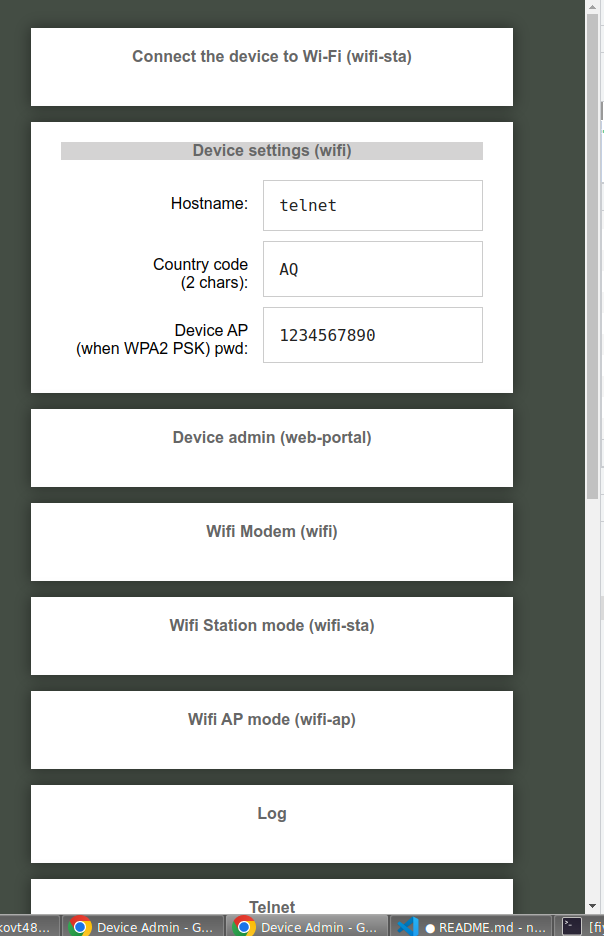 Connect the device to Wi-Fi (wifi-sta)
Device settings (wifi)
Hostname:
telnet
Country code
(2 chars):
AQ
Device AP
(when WPA2 PSK) pwd:
1234567890
Device admin (web-portal)
Wifi Modem (wifi)
Wifi Station mode (wifi-sta)
Wifi AP mode (wifi-ap)
Log
Telnet
kovt48...
Device Admin - G...
Device Admin - G...
● README.md - n...
[fi